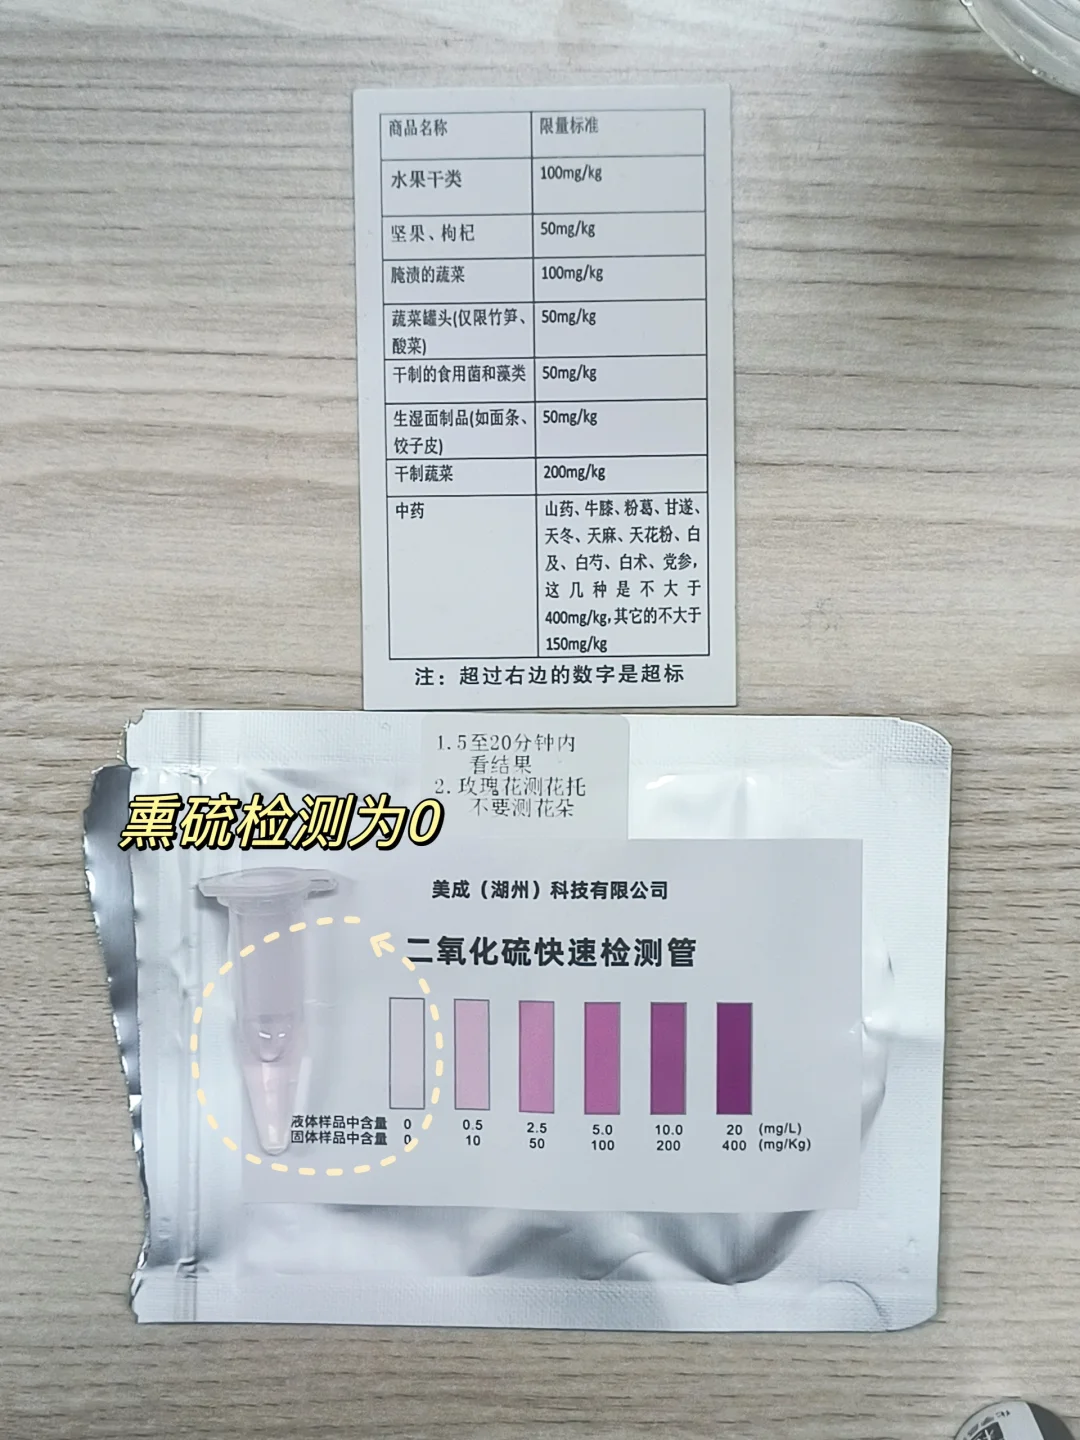 商品名称 限量标准
水果干类 100mg/kg
坚果、枸杞 50mg/kg
腌渍的蔬菜 100mg/kg
蔬菜罐头(仅限竹笋、 50mg/kg
酸菜)
干制的食用菌和藻类 50mg/kg
生湿面制品(如面条、 50mg/kg
饺子皮)
干制蔬菜 200mg/kg
中药 山药、牛膝、粉葛、甘遂、
天冬、天麻、天花粉、白
及、白芍、白术、党参，
这几种是不大于
400mg/kg，其它的不大于
150mg/kg
注：超过右边的数字是超标
1.5至20分钟内
看结果
2.玫瑰花测花托
不要测花朵
熏硫检测为0
美成（湖州）科技有限公司
二氧化硫快速检测管
液体样品中含量 0 0.5 2.5 5.0 10.0 20 (mg/L)
固体样品中含量 0 10 50 100 200 400 (mg/Kg)